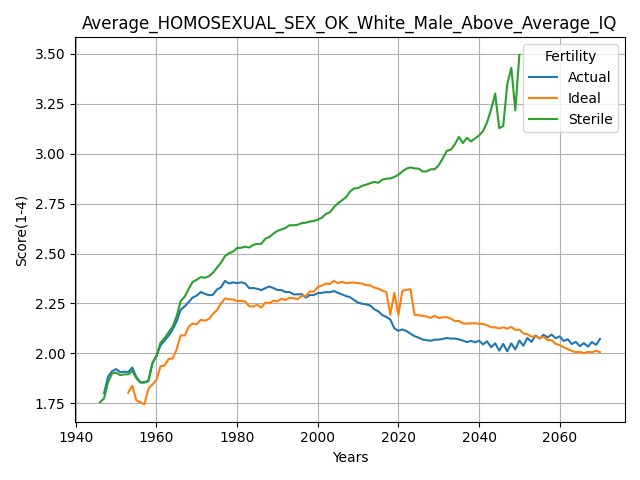 Average_HOMOSEXUAL_SEX_OK_White_Male_Above_Average_IQ
Score(1-4)
3.50
3.25
3.00
2.75
2.50
2.25
2.00
1.75
Fertility
Actual
Ideal
Sterile
1940 1960 1980 2000 2020 2040 2060
Years